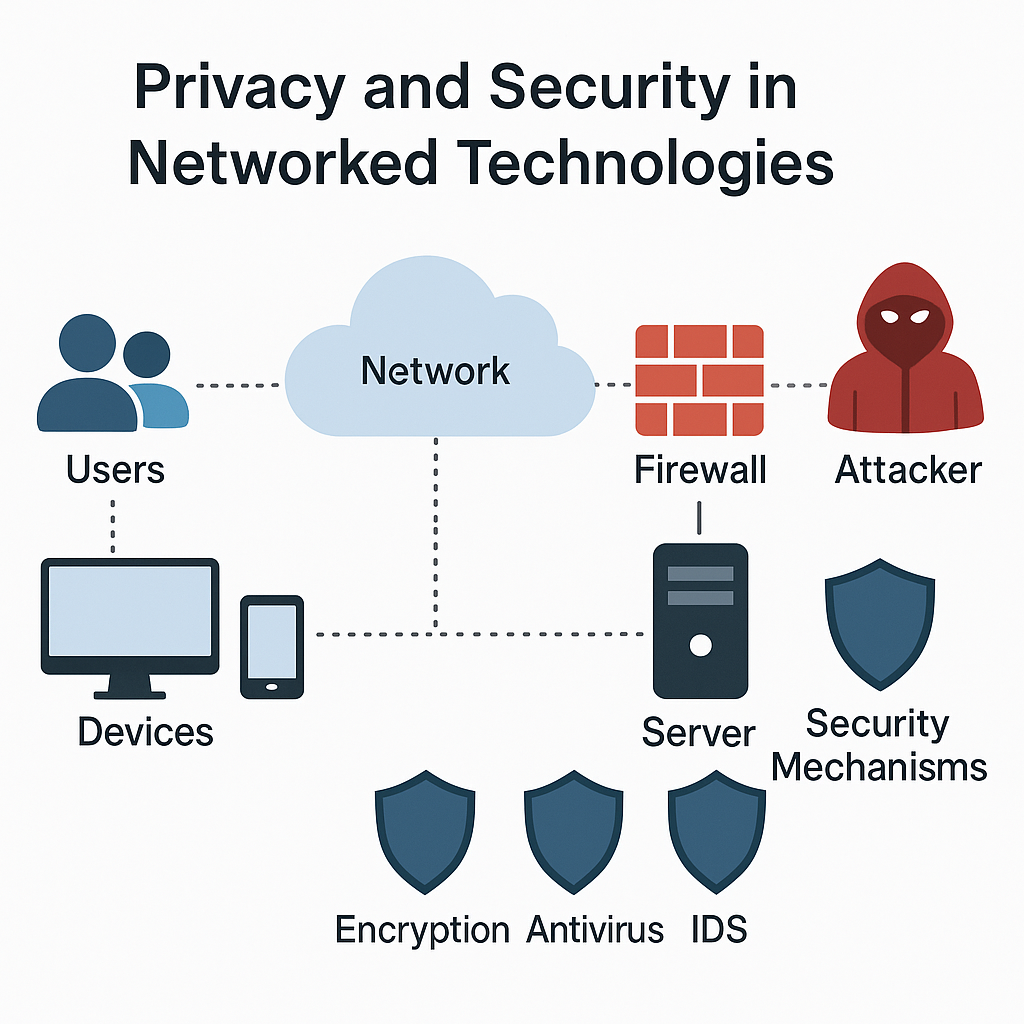 Privacy and Security in
Networked Technologies
Network
Users
Firewall
Attacker
Devices
Server
Security
Mechanisms
Encryption
Antivirus
IDS